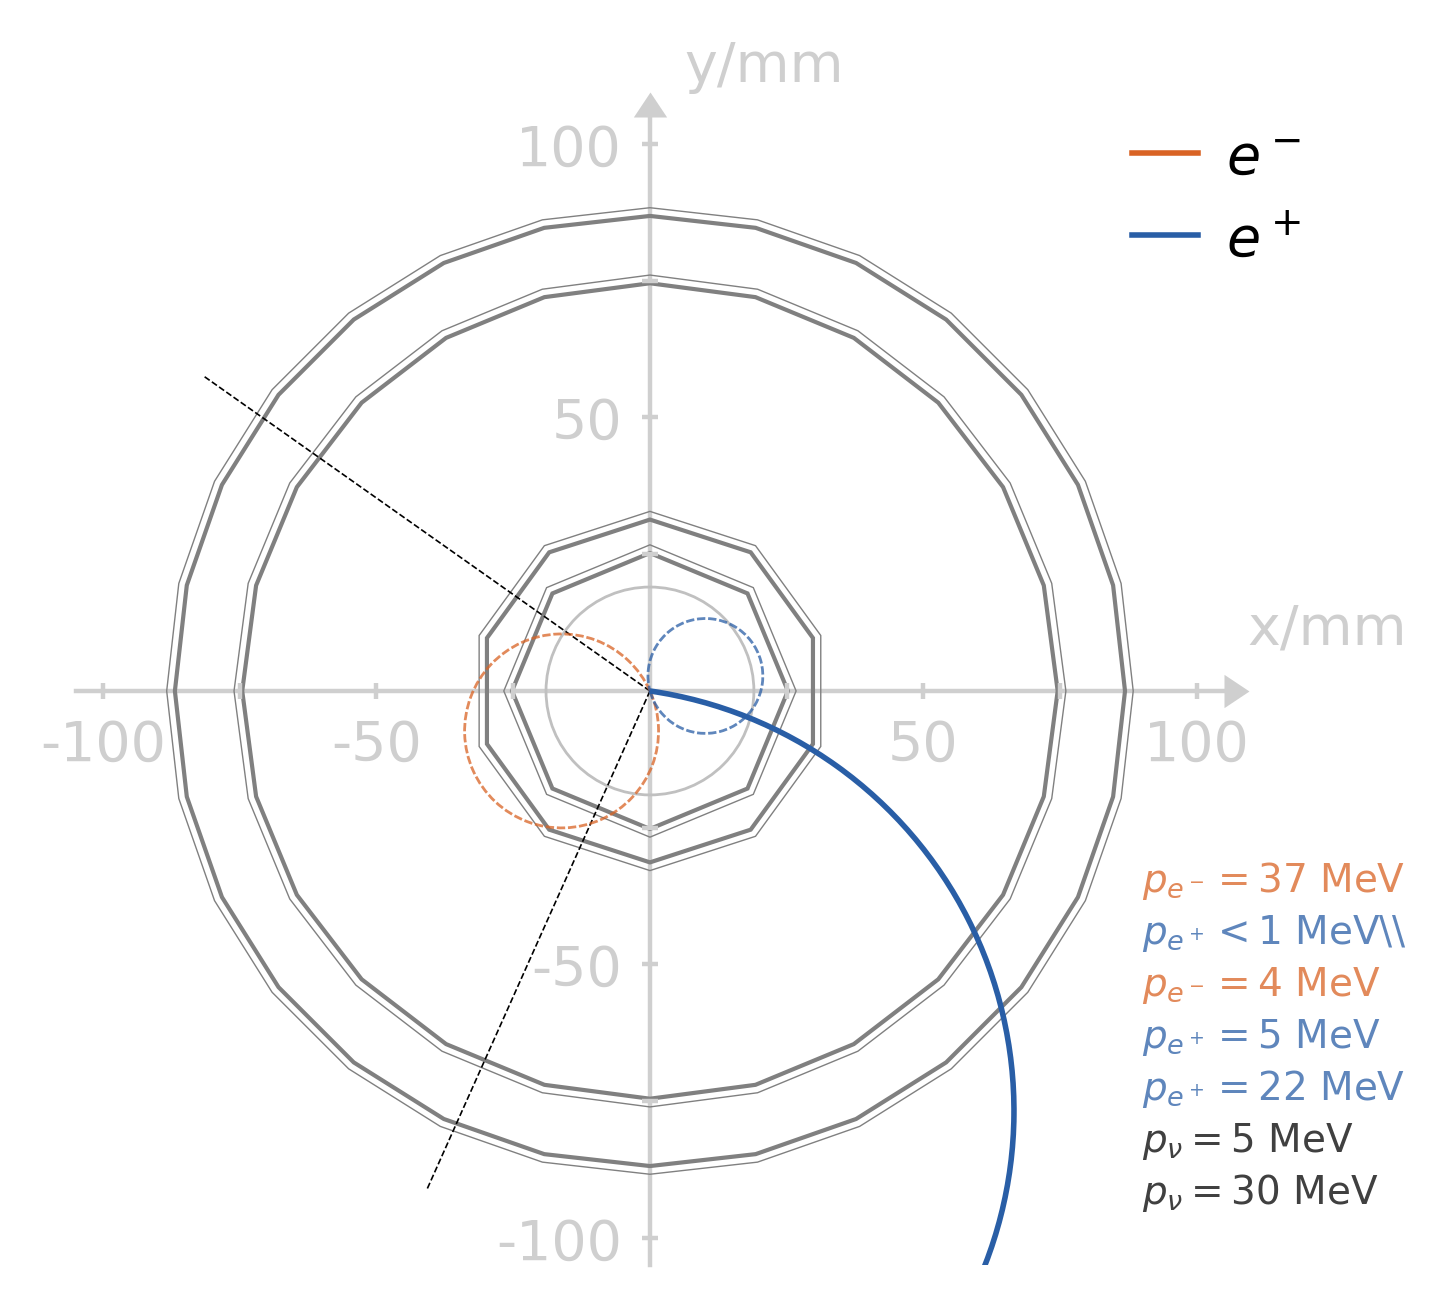 y/mm
100
e⁻
e⁺
50
x/mm
-100
-50
50
100
p_{e⁻} = 37 MeV
p_{e⁺} < 1 MeV\\
p_{e⁻} = 4 MeV
p_{e⁺} = 5 MeV
p_{e⁺} = 22 MeV
p_ν = 5 MeV
p_ν = 30 MeV
-50
-100